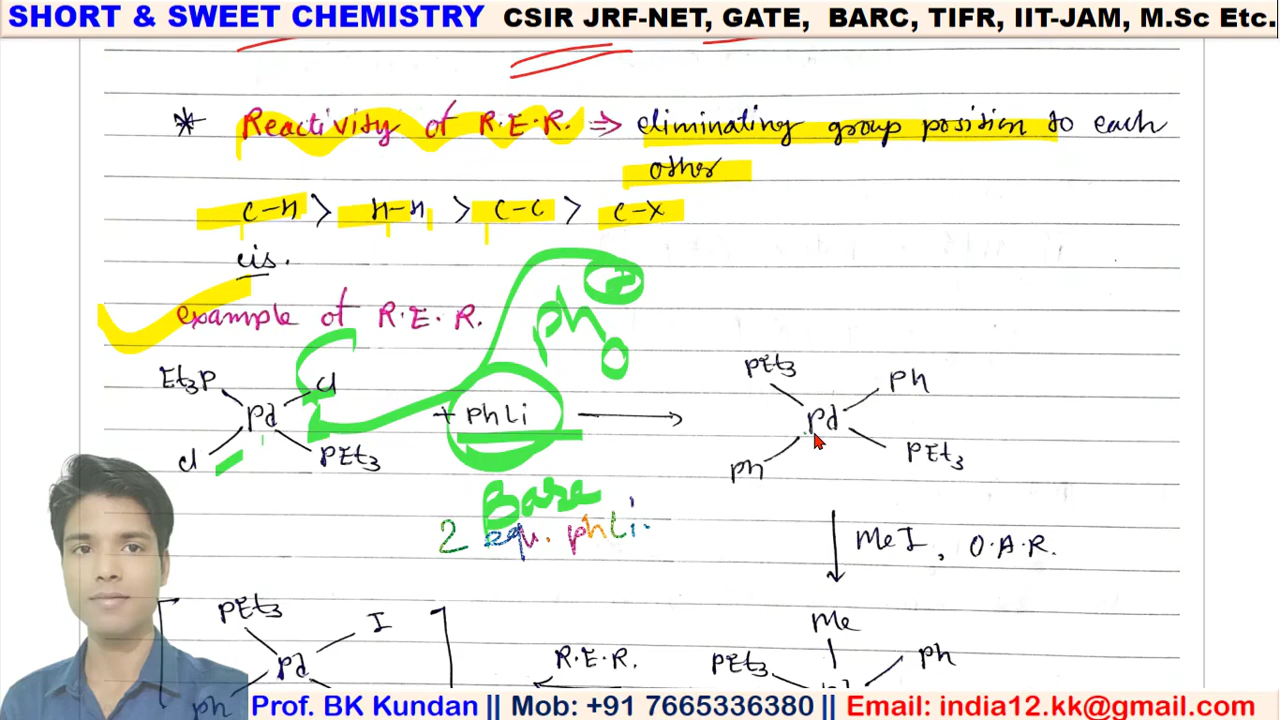 SHORT & SWEET CHEMISTRY CSIR JRF-NET, GATE, BARC, TIFR, IIT-JAM, M.Sc Etc.
* Reactivity of R.E.R. ⇒ eliminating group position to each
other
C-H > H-H > C-C > C-X
cis.
example of R.E.R.
Ph
Et₃P Cl
Pd
Cl PEt₃
+ PhLi
PEt₃ Ph
Pd
Ph PEt₃
Base
2 equ. phLi.
MeI, O.A.R.
PEt₃ I
Pd
Ph
R.E.R.
Me
PEt₃ Ph
Prof. BK Kundan || Mob: +91 7665336380 || Email: india12.kk@gmail.com